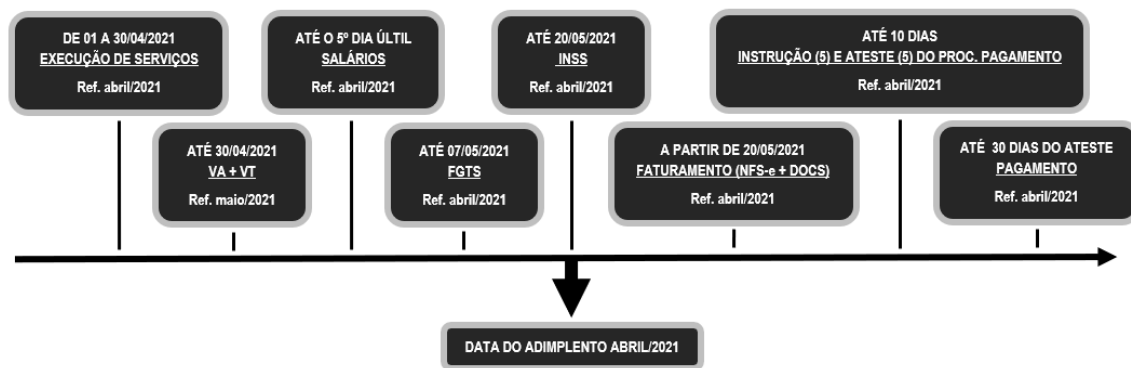 DE 01 A 30/04/2021
EXECUÇÃO DE SERVIÇOS
Ref. abril/2021
ATÉ O 5º DIA ÚLTIL
SALÁRIOS
Ref. abril/2021
ATÉ 20/05/2021
INSS
Ref. abril/2021
ATÉ 10 DIAS
INSTRUÇÃO (5) E ATESTE (5) DO PROC. PAGAMENTO
Ref. abril/2021
ATÉ 30/04/2021
VA + VT
Ref. maio/2021
ATÉ 07/05/2021
FGTS
Ref. abril/2021
A PARTIR DE 20/05/2021
FATURAMENTO (NFS-e + DOCS)
Ref. abril/2021
ATÉ 30 DIAS DO ATESTE
PAGAMENTO
Ref. abril/2021
DATA DO ADIMPLENTO ABRIL/2021